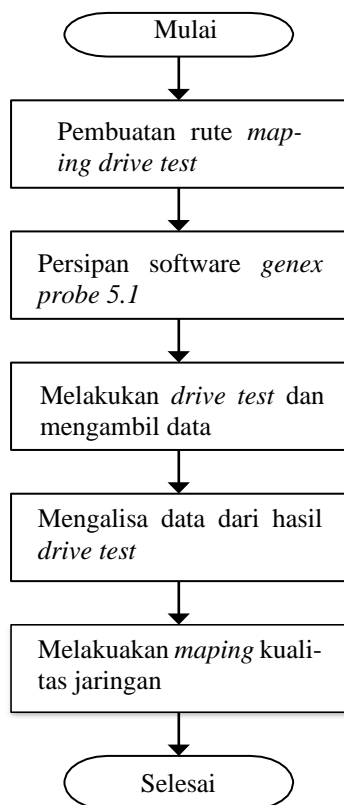 Mulai
Pembuatan rute map-
ing drive test
Persipan software genex
probe 5.1
Melakukan drive test dan
mengambil data
Mengalisa data dari hasil
drive test
Melakuakan maping kuali-
tas jaringan
Selesai